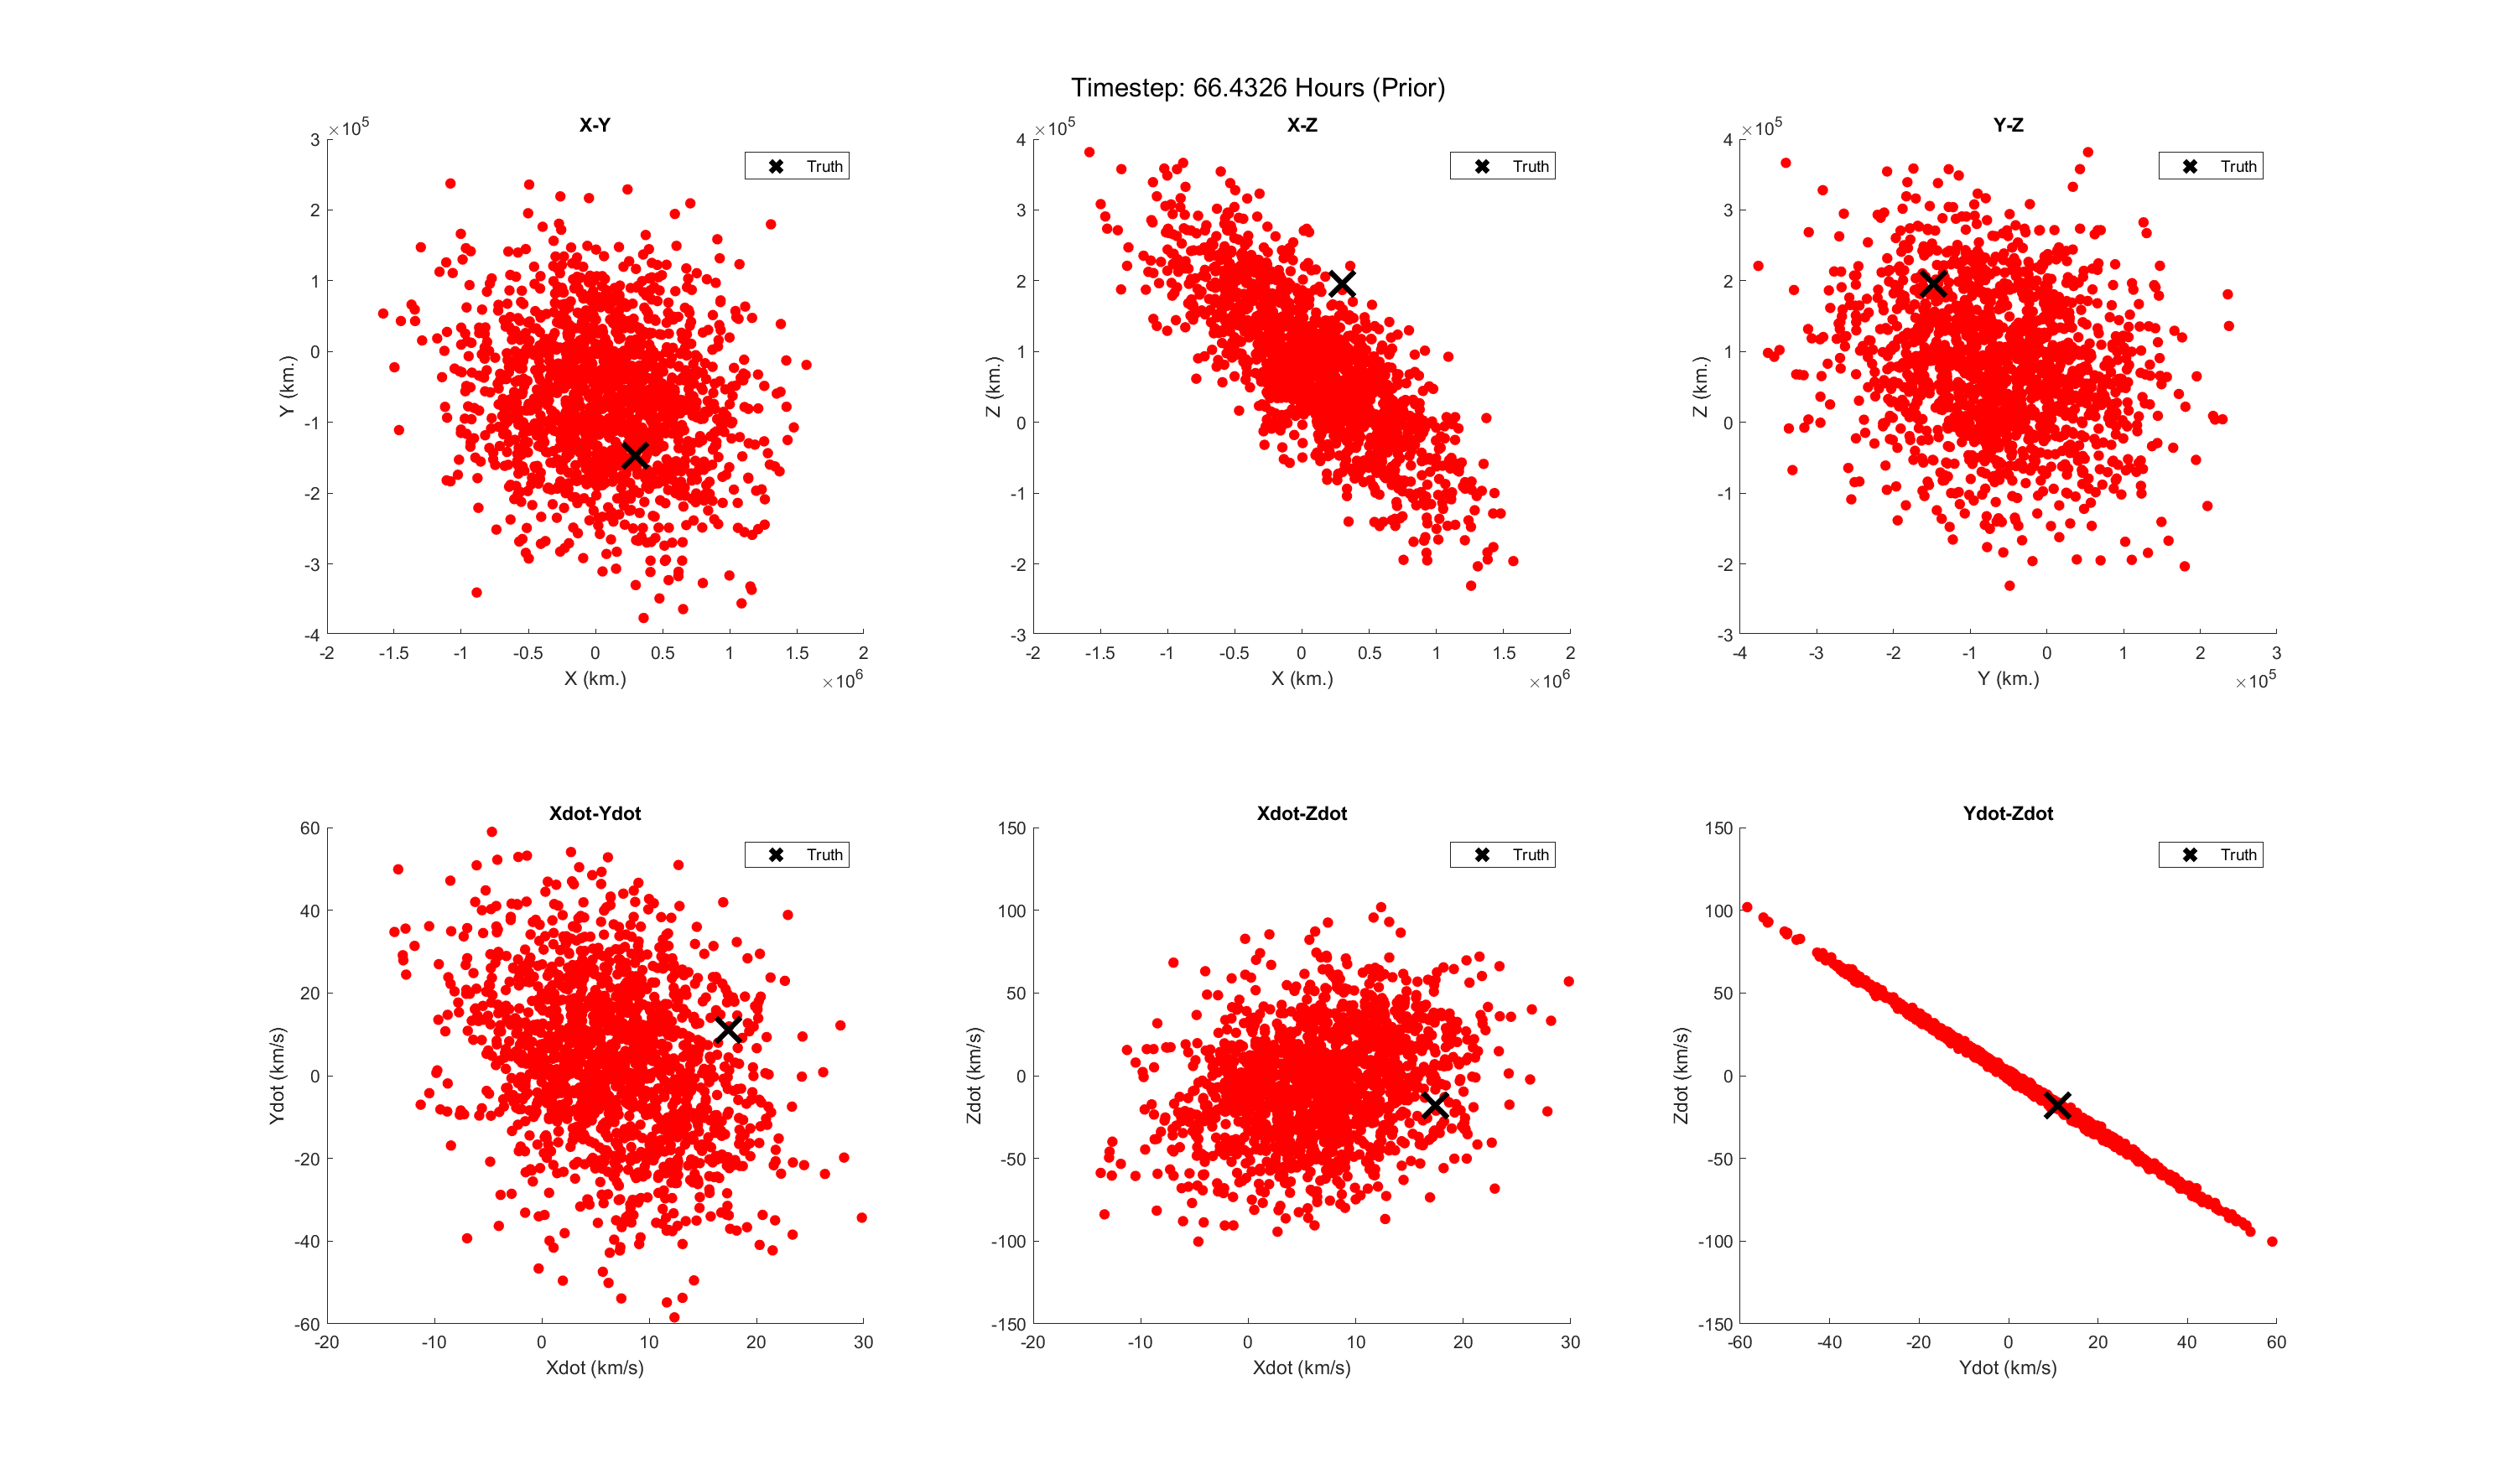 Timestep: 66.4326 Hours (Prior)
X-Y
×10^5
Truth
3
2
1
0
-1
-2
-3
-4
Y (km.)
-2 -1.5 -1 -0.5 0 0.5 1 1.5 2
X (km.)
×10^6
X-Z
×10^5
Truth
4
3
2
1
0
-1
-2
-3
Z (km.)
-2 -1.5 -1 -0.5 0 0.5 1 1.5 2
X (km.)
×10^6
Y-Z
×10^5
Truth
4
3
2
1
0
-1
-2
-3
Z (km.)
-4 -3 -2 -1 0 1 2 3
Y (km.)
×10^5
Xdot-Ydot
Truth
60
40
20
0
-20
-40
-60
Ydot (km/s)
-20 -10 0 10 20 30
Xdot (km/s)
Xdot-Zdot
Truth
150
100
50
0
-50
-100
-150
Zdot (km/s)
-20 -10 0 10 20 30
Xdot (km/s)
Ydot-Zdot
Truth
150
100
50
0
-50
-100
-150
Zdot (km/s)
-60 -40 -20 0 20 40 60
Ydot (km/s)